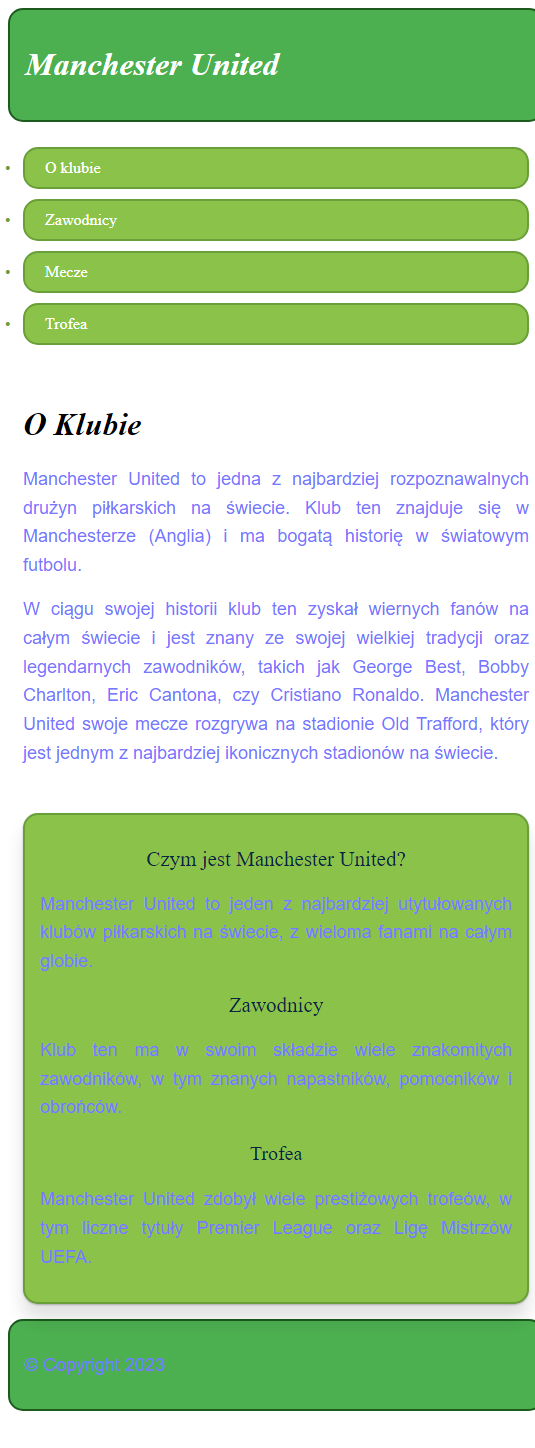 Manchester United
• O klubie
• Zawodnicy
• Mecze
• Trofea
O Klubie
Manchester United to jedna z najbardziej rozpoznawalnych
drużyn piłkarskich na świecie. Klub ten znajduje się w
Manchesterze (Anglia) i ma bogatą historię w światowym
futbolu.
W ciągu swojej historii klub ten zyskał wiernych fanów na
całym świecie i jest znany ze swojej wielkiej tradycji oraz
legendarnych zawodników, takich jak George Best, Bobby
Charlton, Eric Cantona, czy Cristiano Ronaldo. Manchester
United swoje mecze rozgrywa na stadionie Old Trafford, który
jest jednym z najbardziej ikonicznych stadionów na świecie.
Czym jest Manchester United?
Manchester United to jeden z najbardziej utytułowanych
klubów piłkarskich na świecie, z wieloma fanami na całym
globie.
Zawodnicy
Klub ten ma w swoim składzie wiele znakomitych
zawodników, w tym znanych napastników, pomocników i
obrońców.
Trofea
Manchester United zdobył wiele prestiżowych trofeów, w
tym liczne tytuły Premier League oraz Ligę Mistrzów
UEFA.
© Copyright 2023